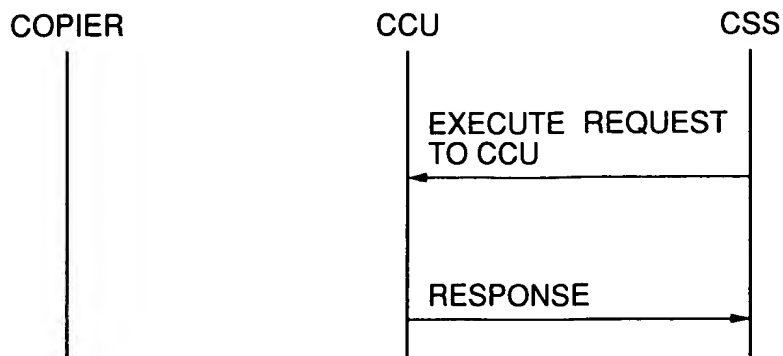 COPIER CCU CSS
EXECUTE REQUEST
TO CCU
RESPONSE